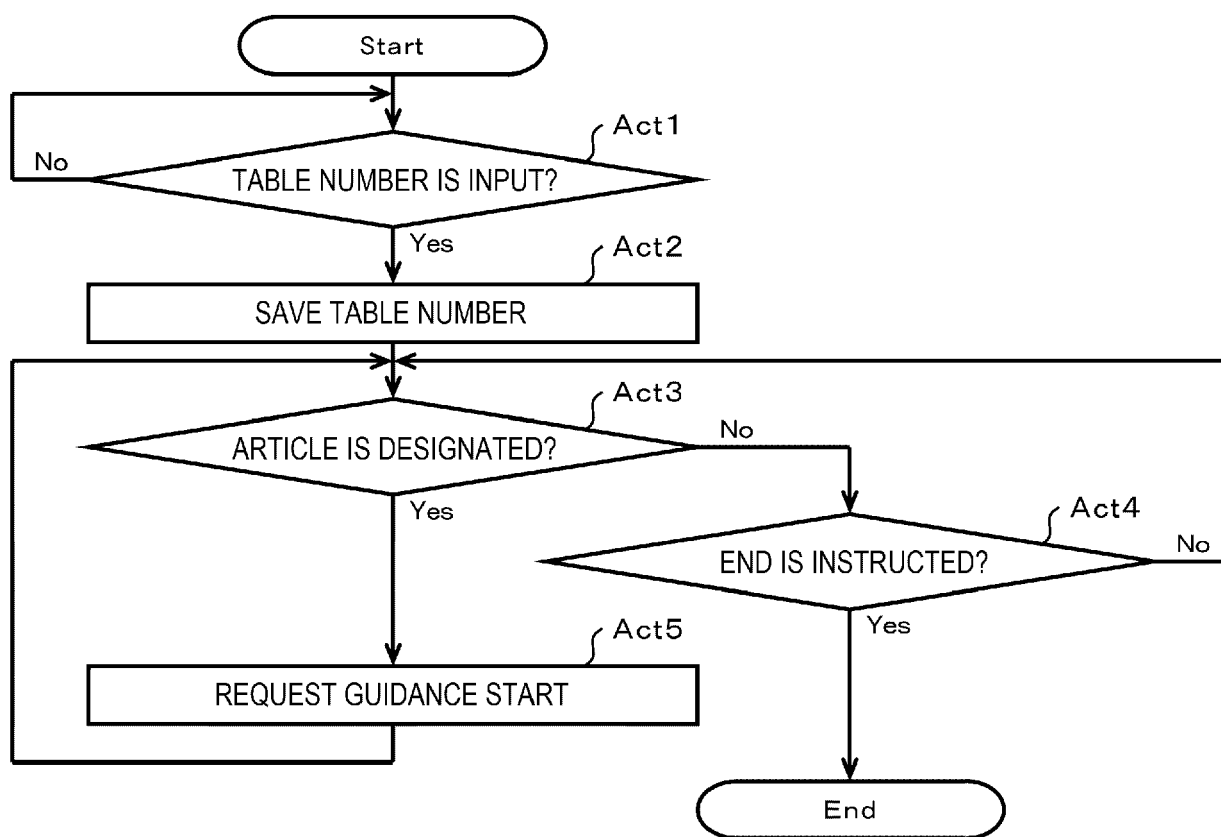 Start
Act1
No
TABLE NUMBER IS INPUT?
Yes
Act2
SAVE TABLE NUMBER
Act3
ARTICLE IS DESIGNATED?
No
Yes
Act4
END IS INSTRUCTED?
No
Yes
Act5
REQUEST GUIDANCE START
End